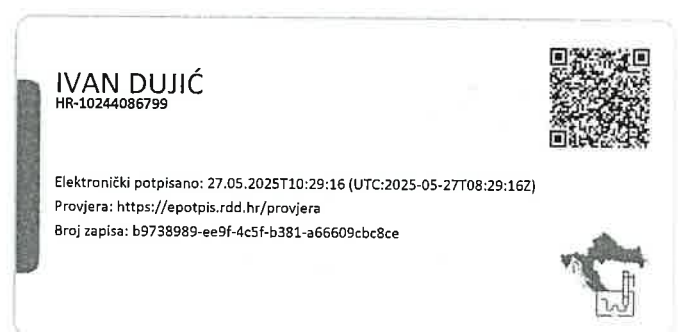 IVAN DUJIĆ
HR-10244086799
Elektronički potpisano: 27.05.2025T10:29:16 (UTC:2025-05-27T08:29:16Z)
Provjera: https://epotpis.rdd.hr/provjera
Broj zapisa: b9738989-ee9f-4c5f-b381-a66609cbc8ce